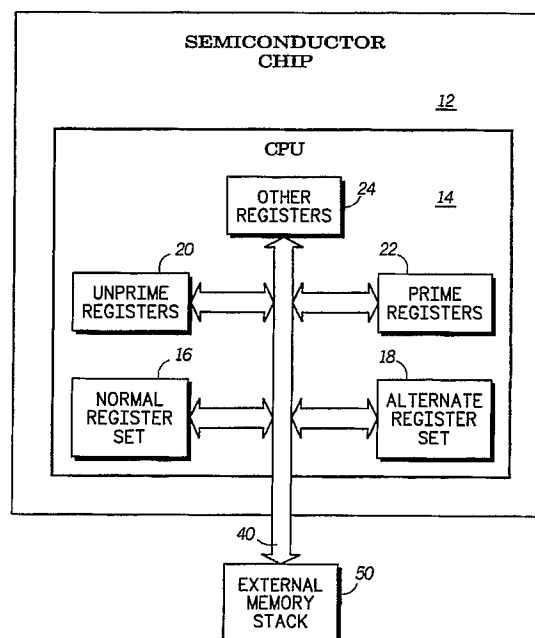 SEMICONDUCTOR
CHIP
12
CPU
14
OTHER
REGISTERS
24
20
UNPRIME
REGISTERS
22
PRIME
REGISTERS
16
NORMAL
REGISTER
SET
18
ALTERNATE
REGISTER
SET
40
EXTERNAL
MEMORY
STACK
50